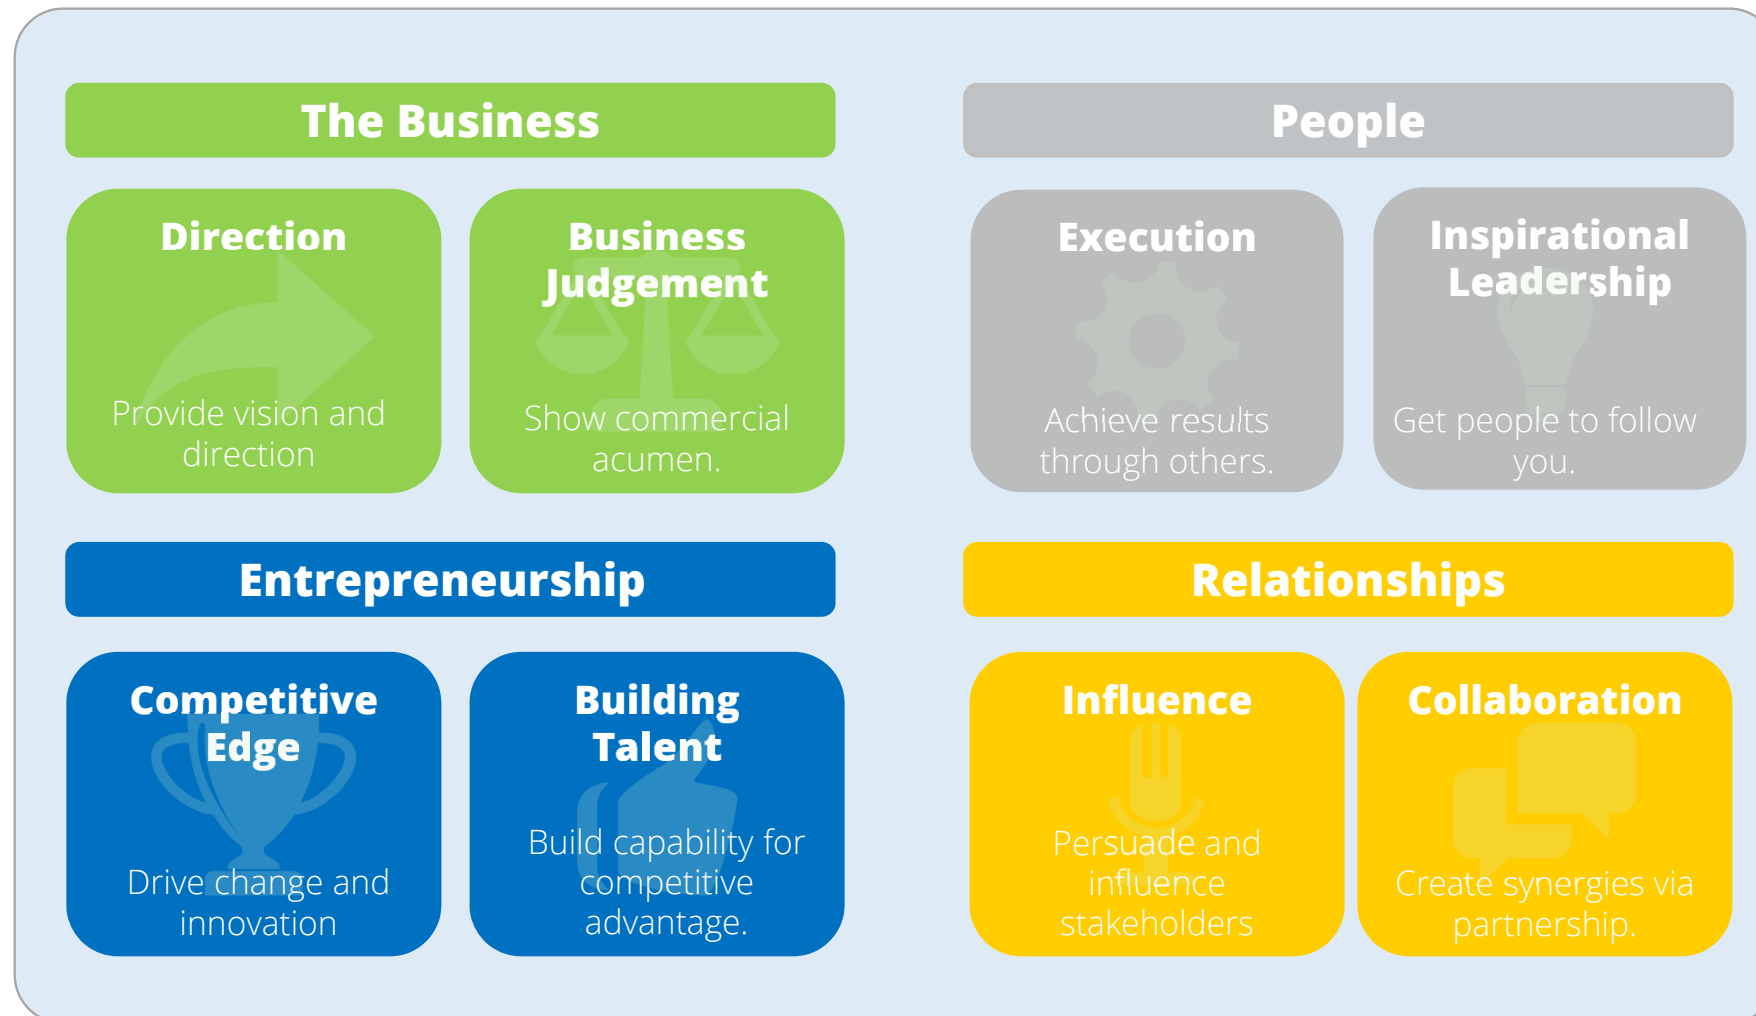 The Business
Direction
Provide vision and
direction
Business
Judgement
Show commercial
acumen.
People
Execution
Achieve results
through others.
Inspirational
Leadership
Get people to follow
you.
Entrepreneurship
Competitive
Edge
Drive change and
innovation
Building
Talent
Build capability for
competitive
advantage.
Relationships
Influence
Persuade and
influence
stakeholders
Collaboration
Create synergies via
partnership.